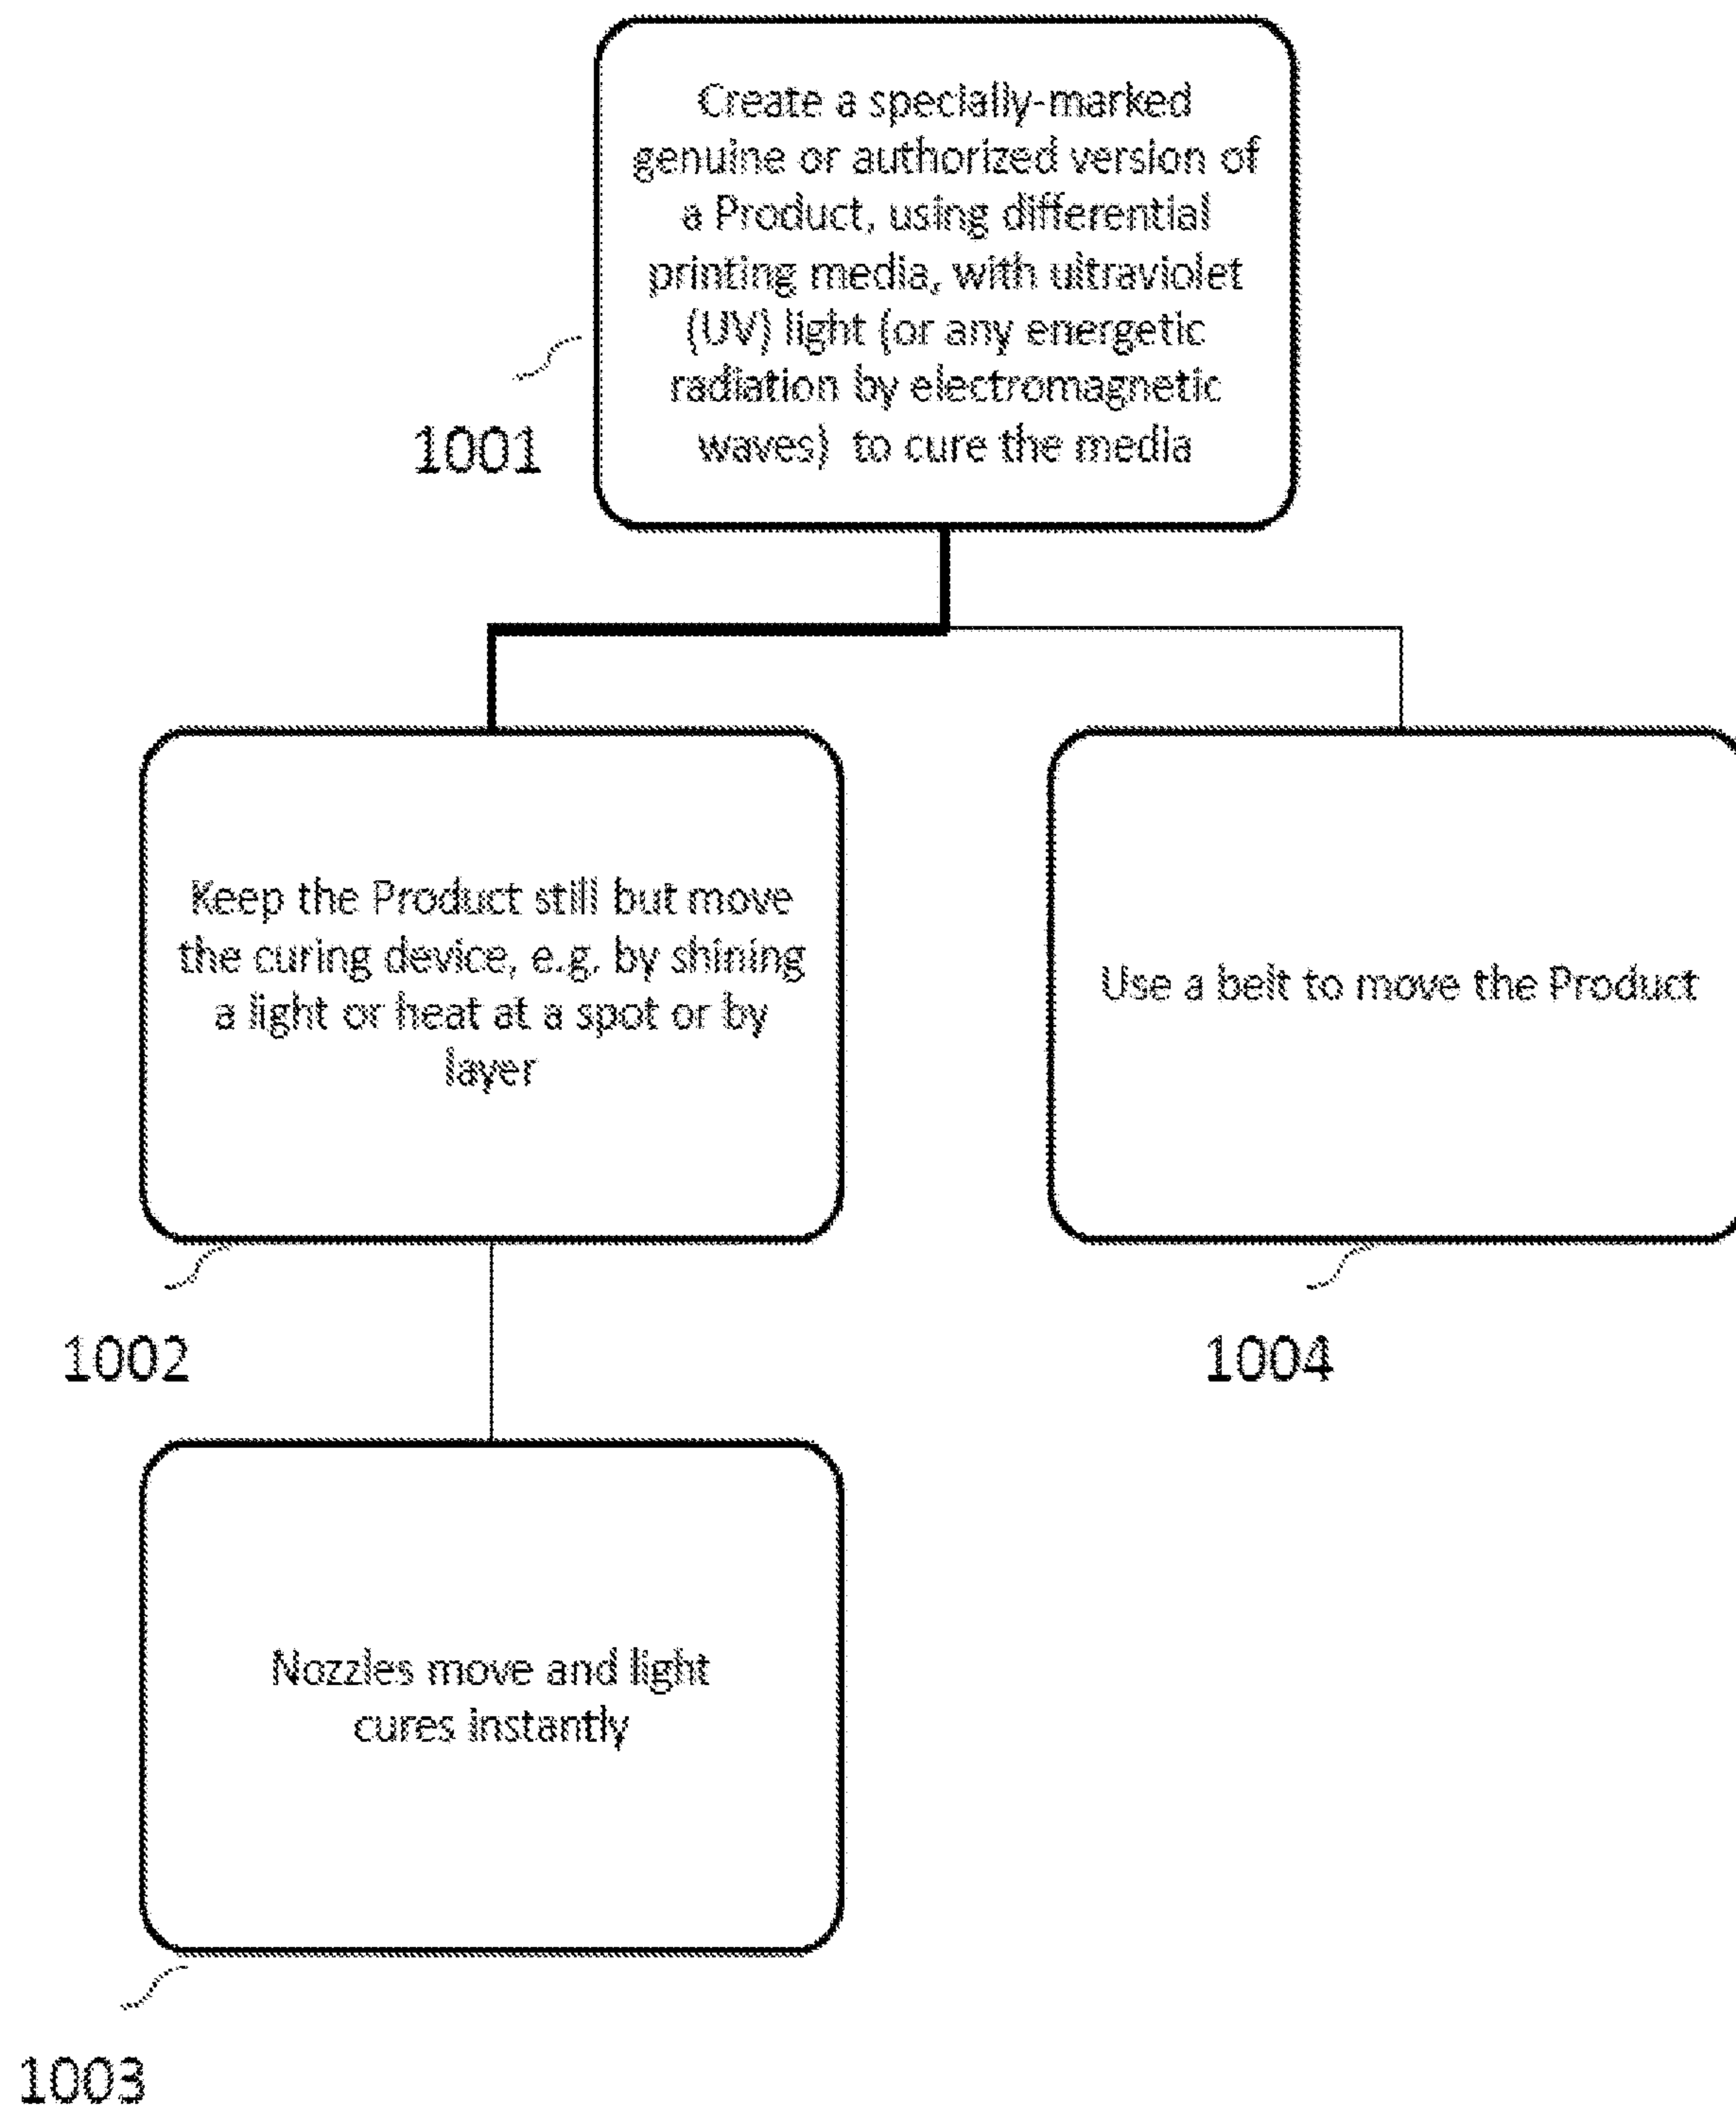 Create a specially-marked
genuine or authorized version of
a Product, using differential
printing media, with ultraviolet
(UV) light (or any energetic
radiation by electromagnetic
waves) to cure the media
1001
Keep the Product still but move
the curing device, e.g. by shining
a light or heat at a spot or by
layer
1002
Use a belt to move the Product
1004
Nozzles move and light
cures instantly
1003